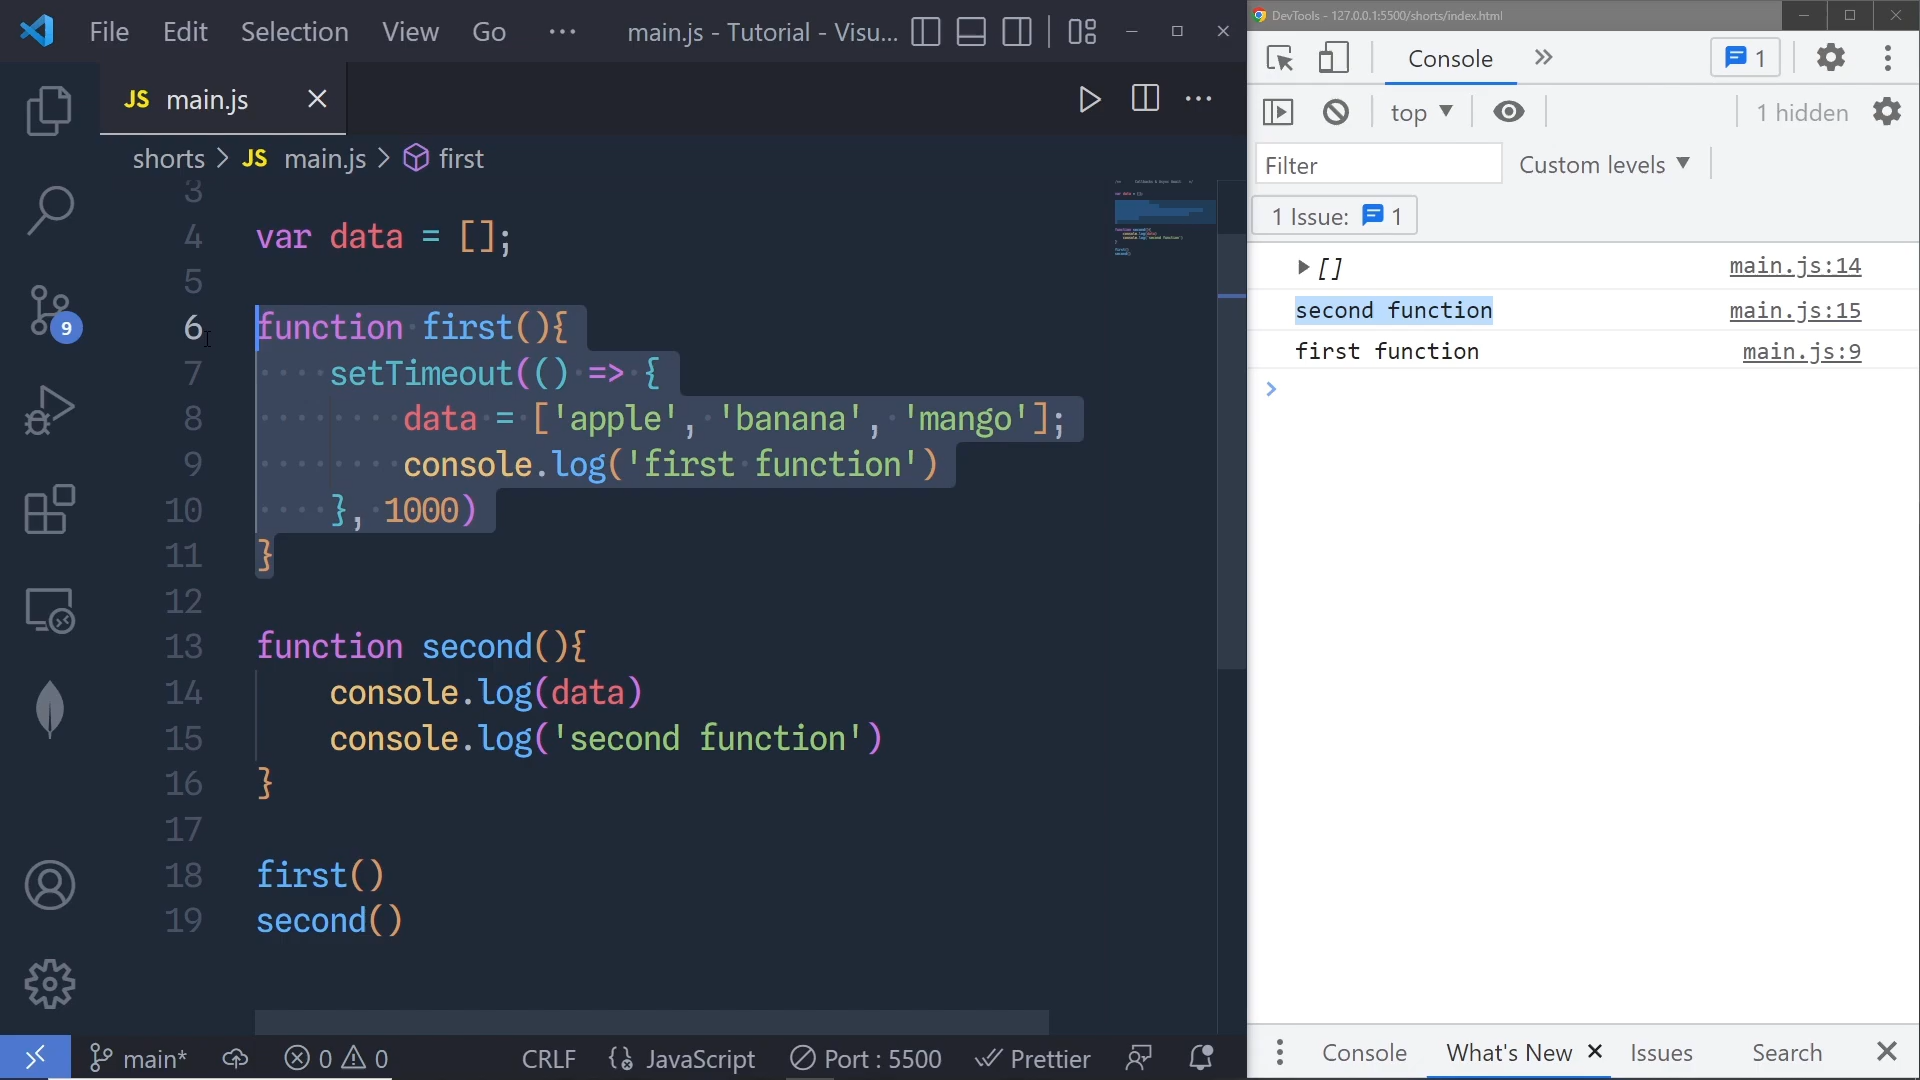 File Edit Selection View Go ··· main.js - Tutorial - Visu...
JS main.js
shorts > JS main.js > first
3
4 var data = [];
5
6 function first(){
7 setTimeout(() => {
8 data = ['apple', 'banana', 'mango'];
9 console.log('first function')
10 }, 1000)
11 }
12
13 function second(){
14 console.log(data)
15 console.log('second function')
16 }
17
18 first()
19 second()
9
main* 0 0 CRLF {} JavaScript Port : 5500 Prettier
DevTools - 127.0.0.1:5500/shorts/index.html
Console 1
top 1 hidden
Filter Custom levels
1 Issue: 1
[] main.js:14
second function main.js:15
first function main.js:9
Console What's New Issues Search